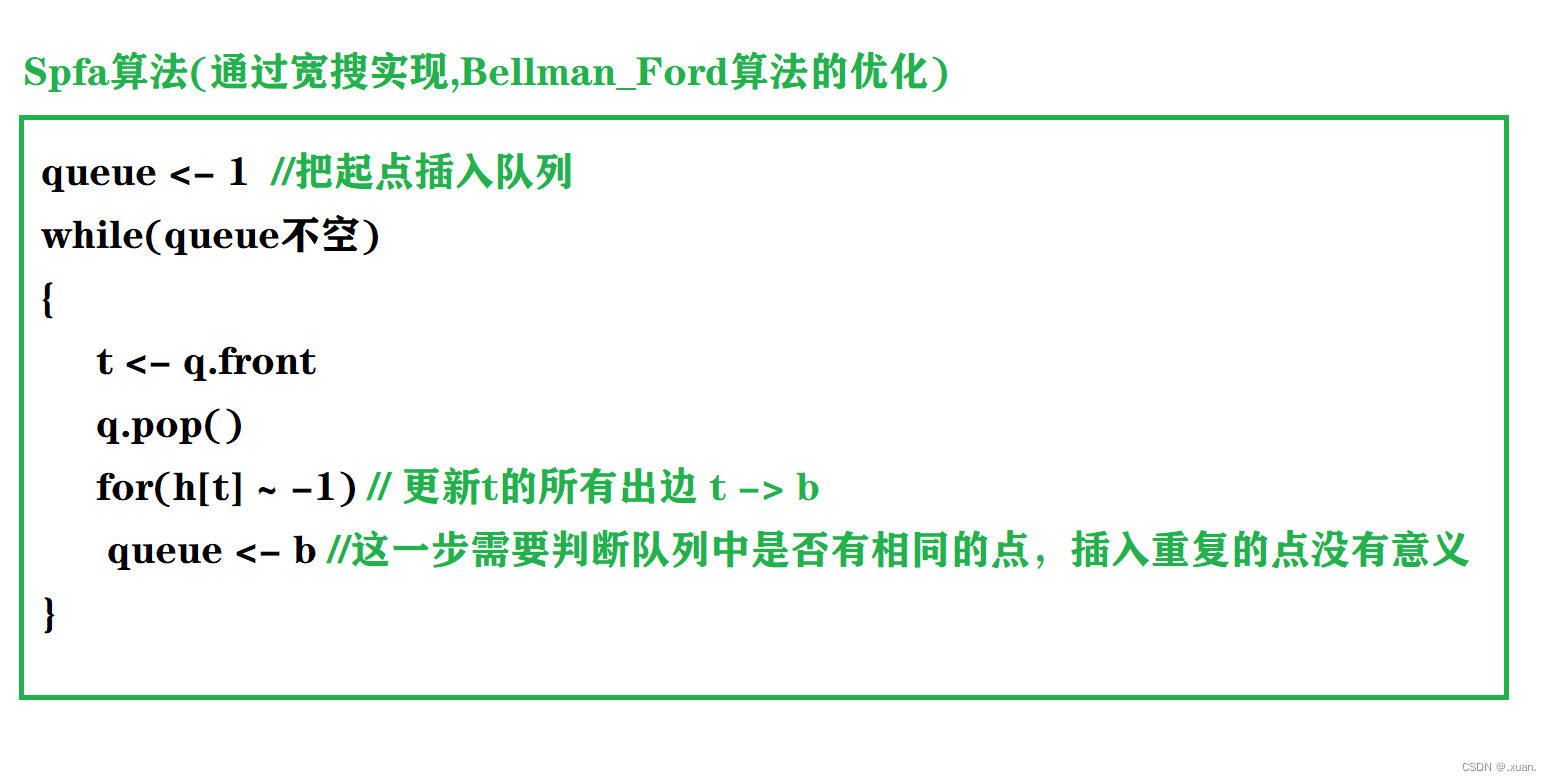 Spfa算法(通过宽搜实现,Bellman_Ford算法的优化)
queue <- 1 //把起点插入队列
while(queue不空)
{
t <- q.front
q.pop()
for(h[t] ~ -1) // 更新t的所有出边 t -> b
queue <- b //这一步需要判断队列中是否有相同的点，插入重复的点没有意义
}
CSDN @.xuan.